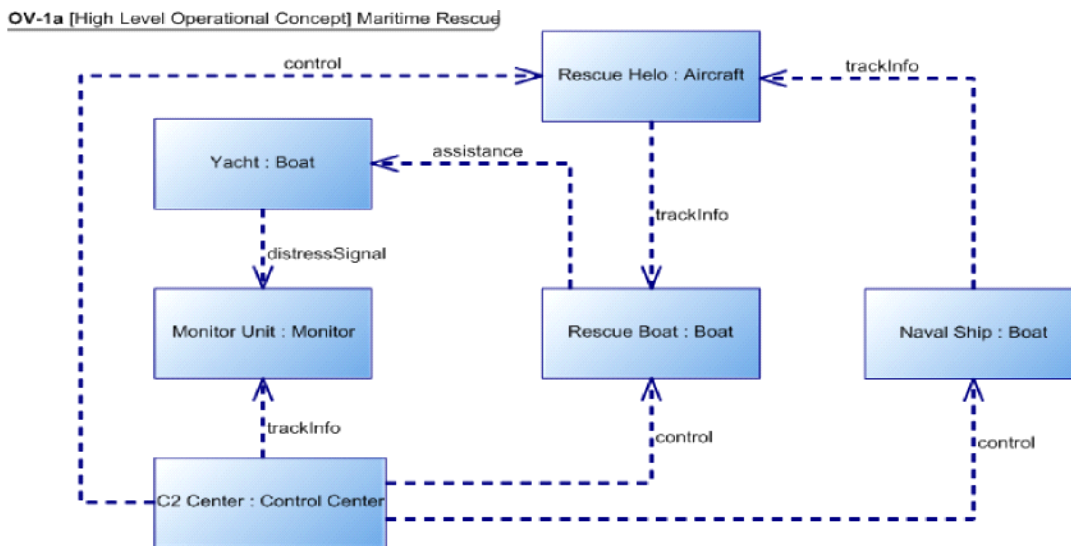 OV-1a [High Level Operational Concept] Maritime Rescue
control
Rescue Helo : Aircraft
trackInfo
Yacht : Boat
assistance
trackInfo
distressSignal
Monitor Unit : Monitor
Rescue Boat : Boat
Naval Ship : Boat
trackInfo
control
control
C2 Center : Control Center